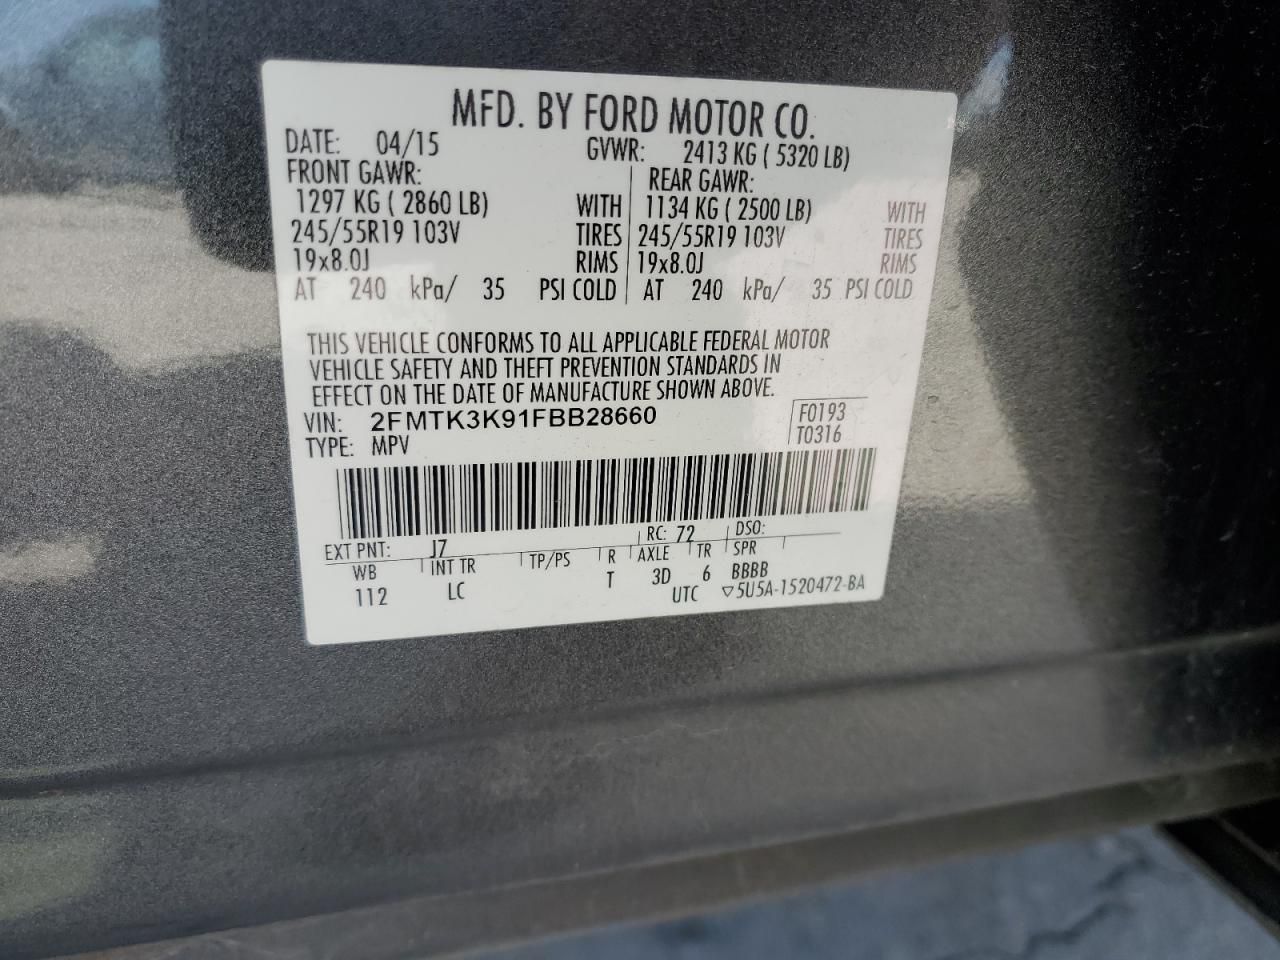 MFD. BY FORD MOTOR CO.
DATE: 04/15 GVWR: 2413 KG ( 5320 LB)
FRONT GAWR: REAR GAWR:
1297 KG ( 2860 LB) WITH 1134 KG ( 2500 LB) WITH
245/55R19 103V TIRES 245/55R19 103V TIRES
19x8.0J RIMS 19x8.0J RIMS
AT 240 kPa/ 35 PSI COLD AT 240 kPa/ 35 PSI COLD
THIS VEHICLE CONFORMS TO ALL APPLICABLE FEDERAL MOTOR
VEHICLE SAFETY AND THEFT PREVENTION STANDARDS IN
EFFECT ON THE DATE OF MANUFACTURE SHOWN ABOVE.
VIN: 2FMTK3K91FBB28660 F0193
TYPE: MPV T0316
EXT PNT: J7 RC: 72 DSO:
WB INT TR TP/PS R AXLE TR SPR
112 LC T 3D 6 BBBB
UTC ▽5U5A-1520472-BA